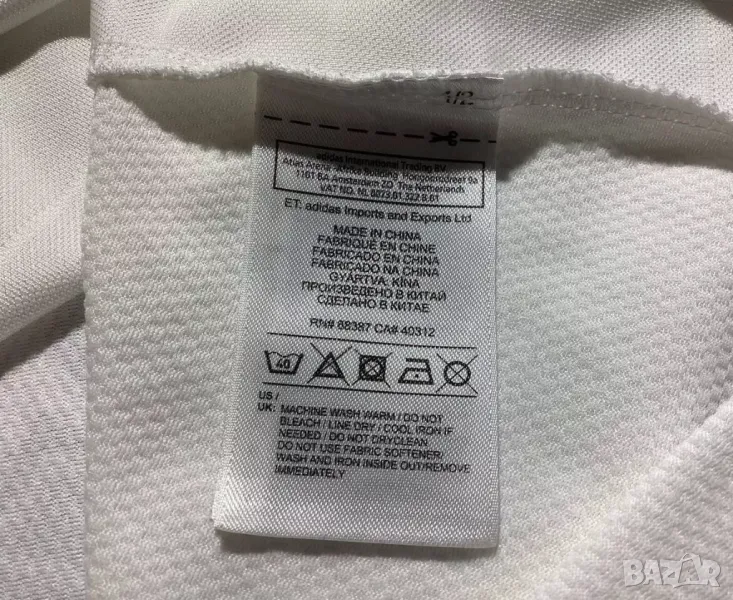 1/2
adidas International Trading BV
Atlas Arena -Afrika Building Hoogoorddreef 9a
1101 BA Amsterdam ZO The Netherlands
VAT NO. NL 8073.01.322 B.61
ET: adidas Imports and Exports Ltd
MADE IN CHINA
FABRIQUÉ EN CHINE
FABRICADO EN CHINA
FABRICADO NA CHINA
GYÁRTVA: KÍNA
ПРОИЗВЕДЕНО В КИТАЙ
СДЕЛАНО В КИТАЕ
RN# 88387 CA# 40312
40
US /
UK: MACHINE WASH WARM / DO NOT
BLEACH / LINE DRY / COOL IRON IF
NEEDED / DO NOT DRYCLEAN
DO NOT USE FABRIC SOFTENER/
WASH AND IRON INSIDE OUT/REMOVE
IMMEDIATELY
BAZAR